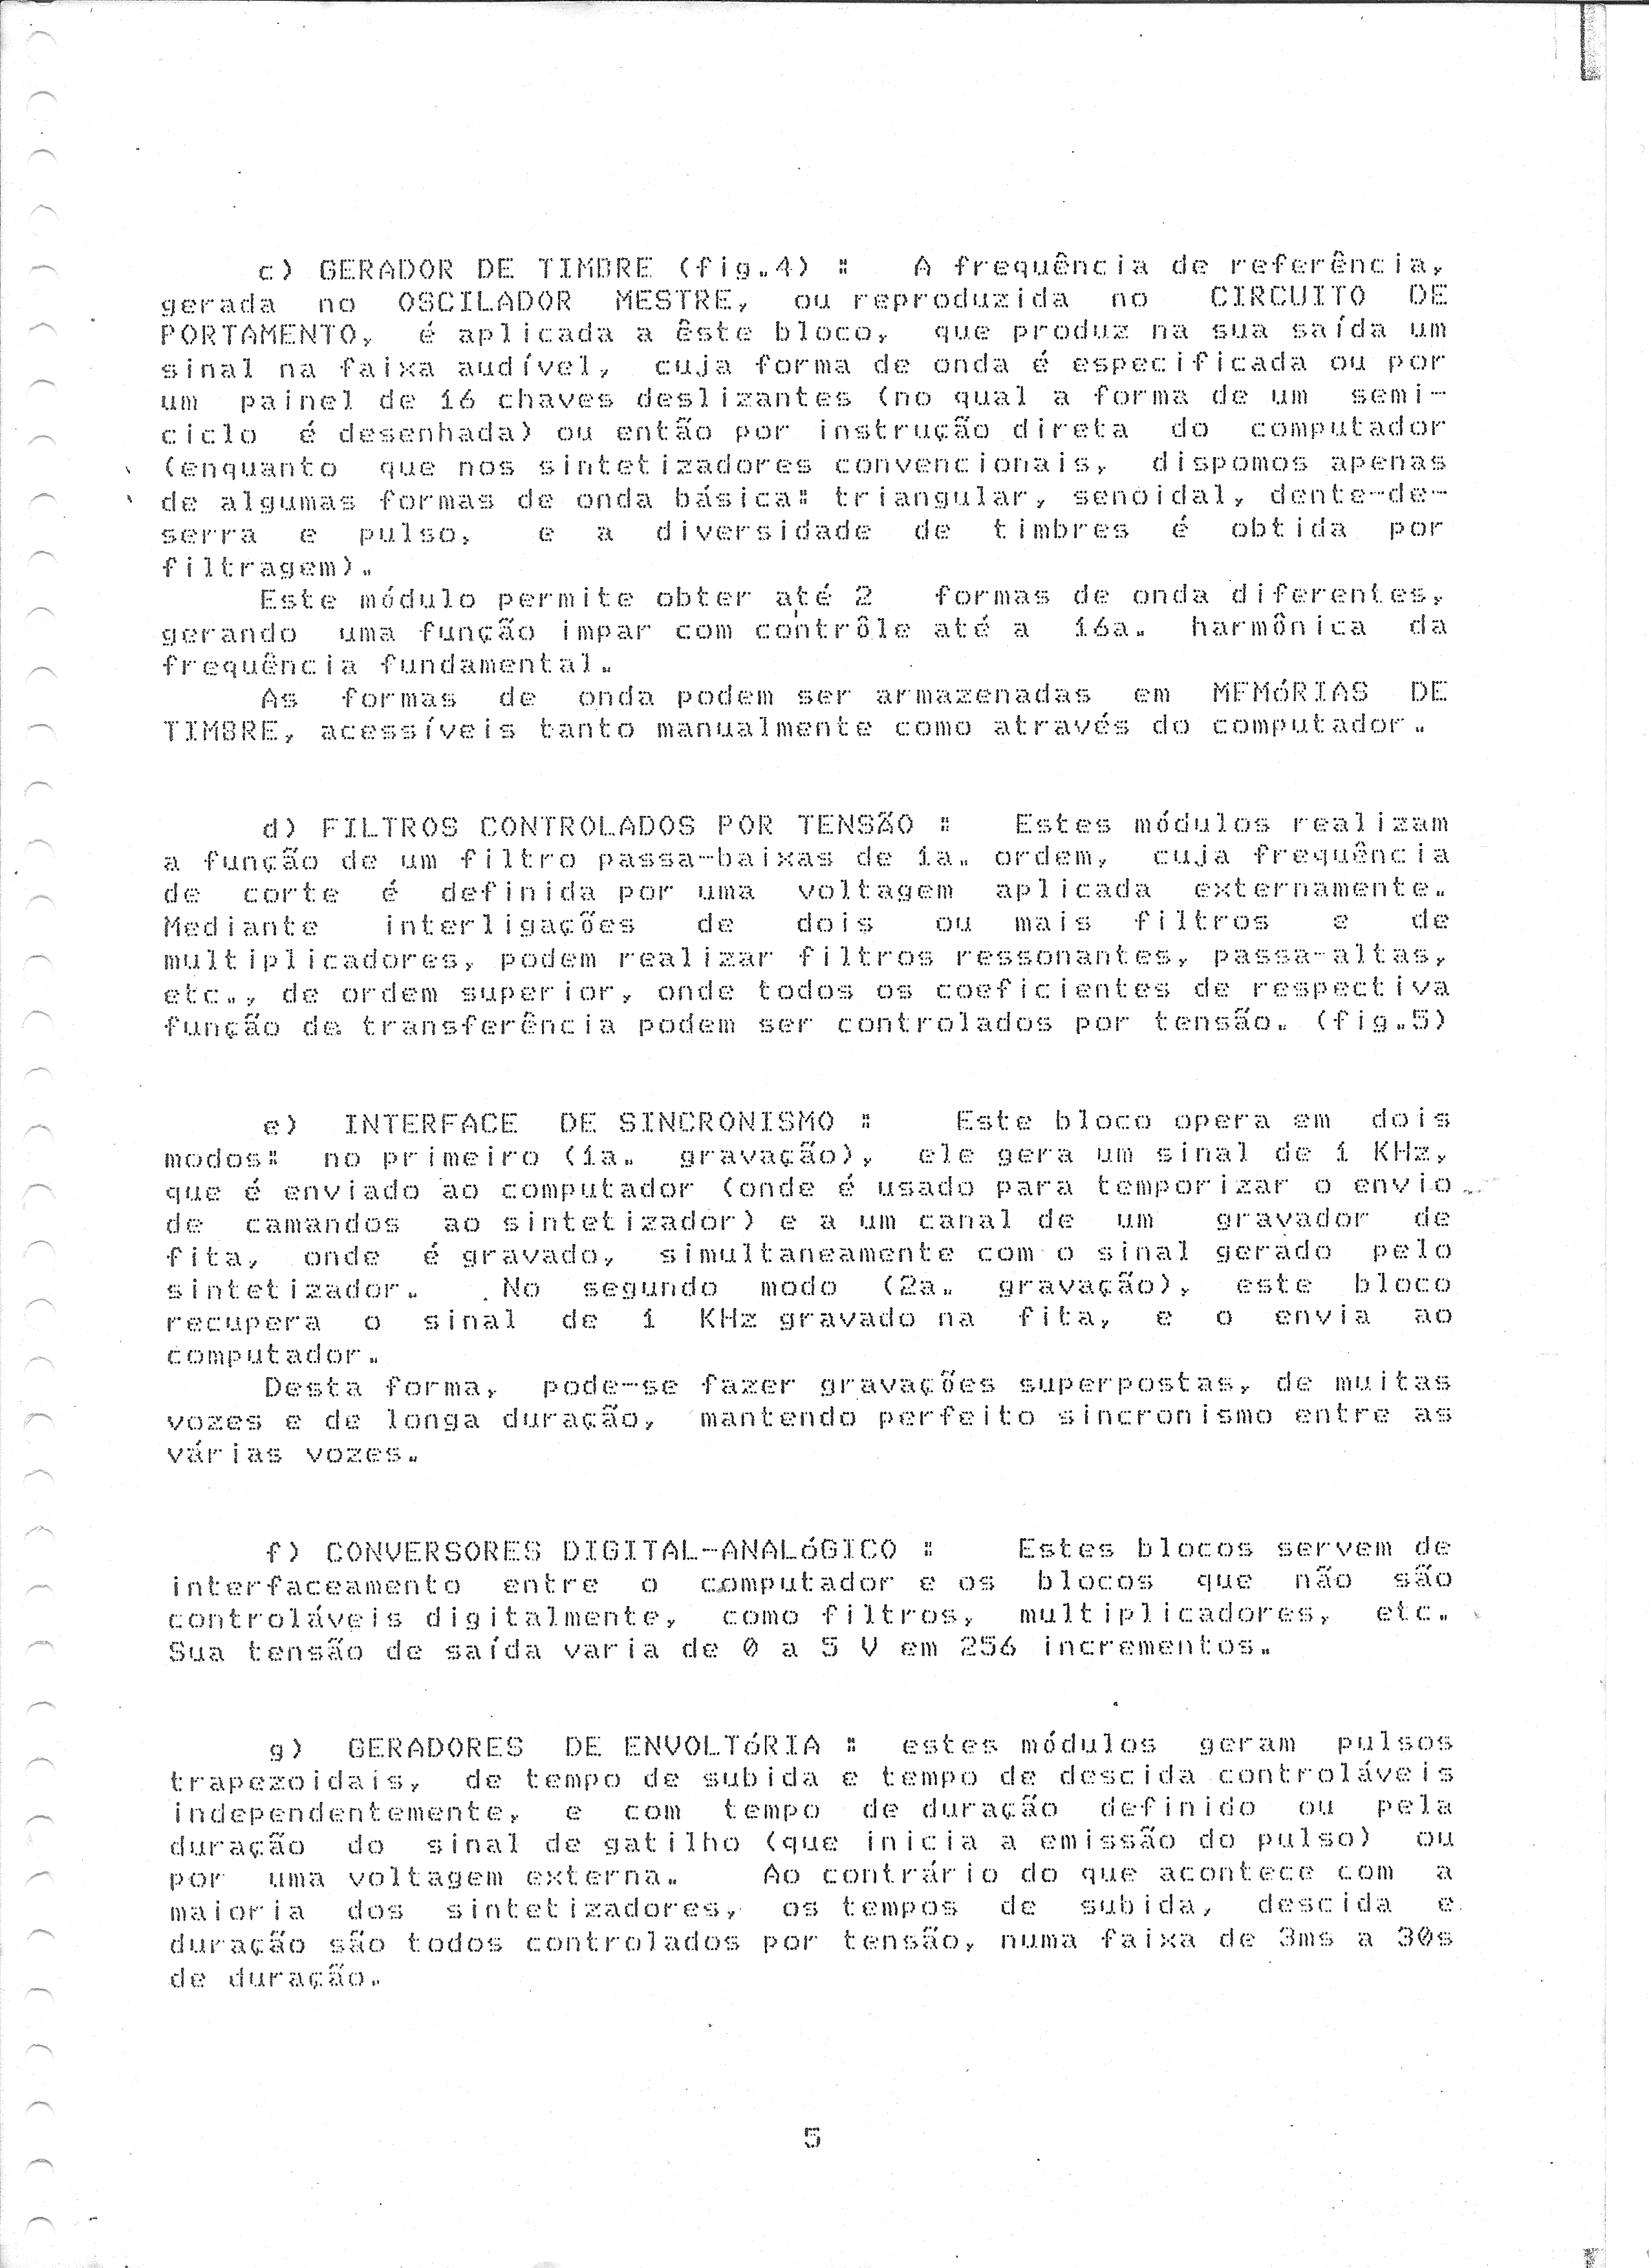 c) GERADOR DE TIMBRE (fig.4) : A frequência de referência,
gerada no OSCILADOR MESTRE, ou reproduzida no CIRCUITO DE
PORTAMENTO, é aplicada a êste bloco, que produz na sua saída um
sinal na faixa audível, cuja forma de onda é especificada ou por
um painel de 16 chaves deslizantes (no qual a forma de um semi-
ciclo é desenhada) ou então por instrução direta do computador
(enquanto que nos sintetizadores convencionais, dispomos apenas
de algumas formas de onda básica: triangular, senoidal, dente-de-
serra e pulso, e a diversidade de timbres é obtida por
filtragem).
Este módulo permite obter até 2 formas de onda diferentes,
gerando uma função impar com contrôle até a 16a. harmônica da
frequência fundamental.
As formas de onda podem ser armazenadas em MEMóRIAS DE
TIMBRE, acessíveis tanto manualmente como através do computador.
d) FILTROS CONTROLADOS POR TENSÃO : Estes módulos realizam
a função de um filtro passa-baixas de 1a. ordem, cuja frequência
de corte é definida por uma voltagem aplicada externamente.
Mediante interligações de dois ou mais filtros e de
multiplicadores, podem realizar filtros ressonantes, passa-altas,
etc., de ordem superior, onde todos os coeficientes de respectiva
função de transferência podem ser controlados por tensão. (fig.5)
e) INTERFACE DE SINCRONISMO : Este bloco opera em dois
modos: no primeiro (1a. gravação), ele gera um sinal de 1 KHz,
que é enviado ao computador (onde é usado para temporizar o envio
de camandos ao sintetizador) e a um canal de um gravador de
fita, onde é gravado, simultaneamente com o sinal gerado pelo
sintetizador. No segundo modo (2a. gravação), este bloco
recupera o sinal de 1 KHz gravado na fita, e o envia ao
computador.
Desta forma, pode-se fazer gravações superpostas, de muitas
vozes e de longa duração, mantendo perfeito sincronismo entre as
várias vozes.
f) CONVERSORES DIGITAL-ANALóGICO : Estes blocos servem de
interfaceamento entre o computador e os blocos que não são
controláveis digitalmente, como filtros, multiplicadores, etc.
Sua tensão de saída varia de 0 a 5 V em 256 incrementos.
g) GERADORES DE ENVOLTóRIA : estes módulos geram pulsos
trapezoidais, de tempo de subida e tempo de descida controláveis
independentemente, e com tempo de duração definido ou pela
duração do sinal de gatilho (que inicia a emissão do pulso) ou
por uma voltagem externa. Ao contrário do que acontece com a
maioria dos sintetizadores, os tempos de subida, descida e
duração são todos controlados por tensão, numa faixa de 3ms a 30s
de duração.
5